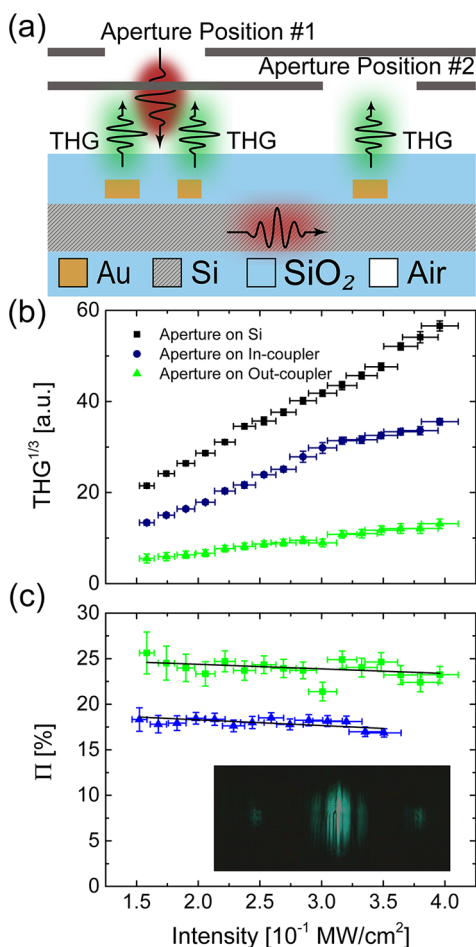 (a)
Aperture Position #1
Aperture Position #2
THG
THG
Au
Si
SiO₂
Air
(b)
60
40
20
0
THG^1/3 [a.u.]
Aperture on Si
Aperture on In-coupler
Aperture on Out-coupler
(c)
30
25
20
15
10
5
0
Π [%]
1.5 2.0 2.5 3.0 3.5 4.0
Intensity [10⁻¹ MW/cm²]